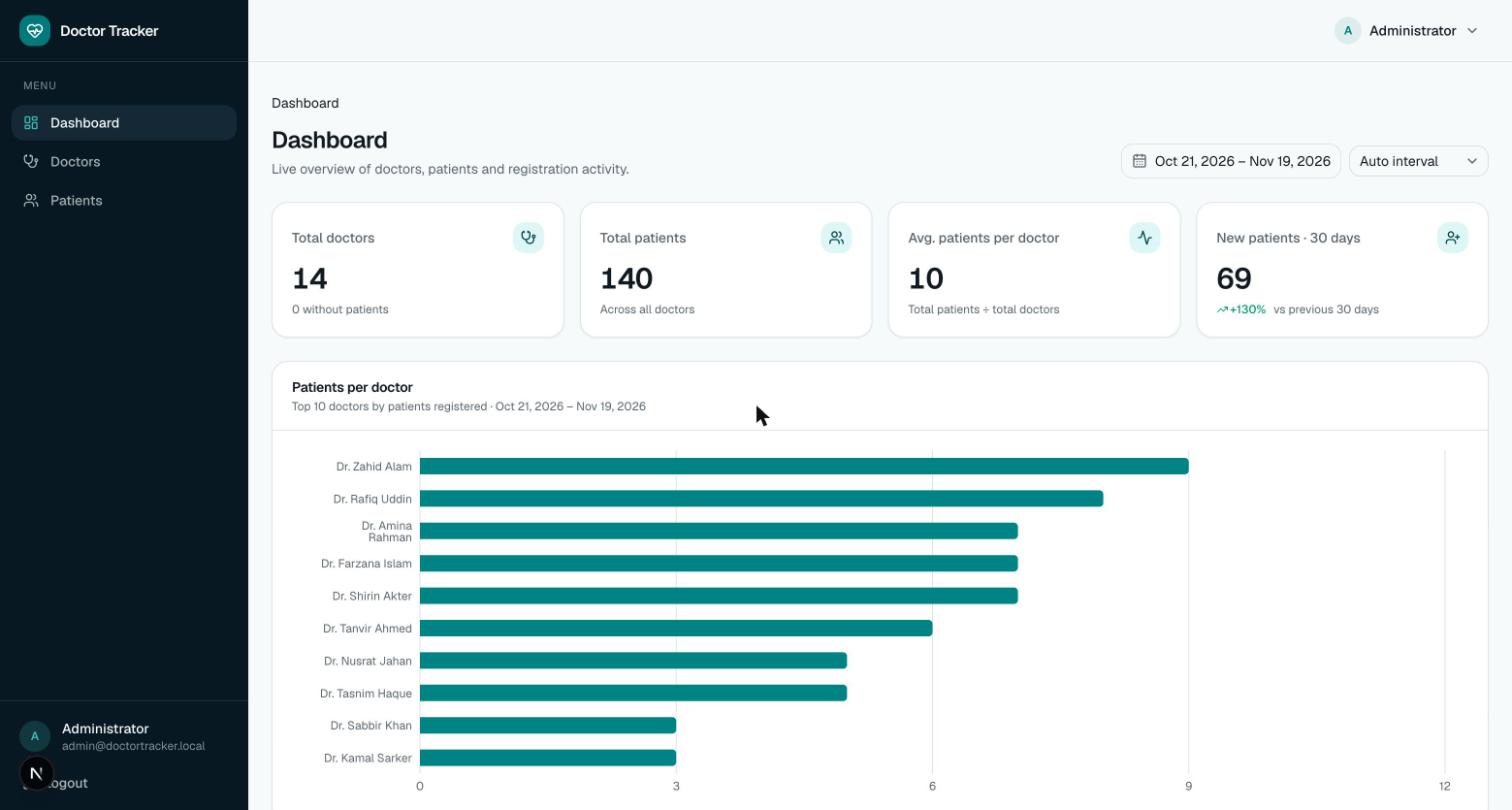 Doctor Tracker
A Administrator
MENU
Dashboard
Doctors
Patients
Dashboard
Dashboard
Live overview of doctors, patients and registration activity.
Oct 21, 2026 – Nov 19, 2026
Auto interval
Total doctors
14
0 without patients
Total patients
140
Across all doctors
Avg. patients per doctor
10
Total patients ÷ total doctors
New patients · 30 days
69
+130% vs previous 30 days
Patients per doctor
Top 10 doctors by patients registered · Oct 21, 2026 – Nov 19, 2026
Dr. Zahid Alam
Dr. Rafiq Uddin
Dr. Amina
Rahman
Dr. Farzana Islam
Dr. Shirin Akter
Dr. Tanvir Ahmed
Dr. Nusrat Jahan
Dr. Tasnim Haque
Dr. Sabbir Khan
Dr. Kamal Sarker
0 3 6 9 12
A Administrator
admin@doctortracker.local
N ogout